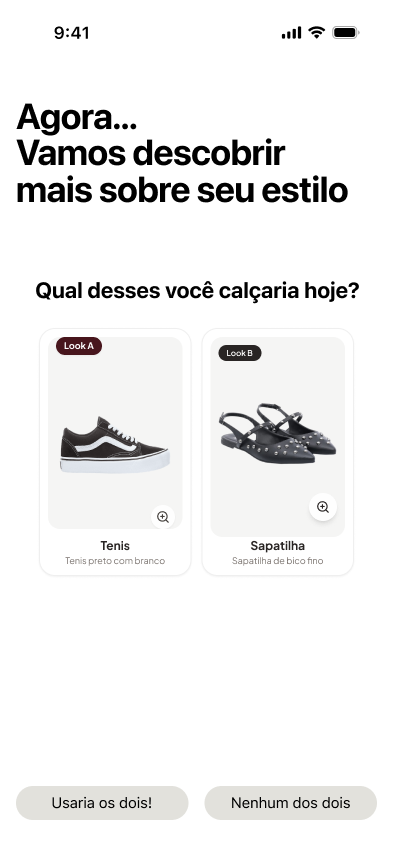 9:41
Agora...
Vamos descobrir
mais sobre seu estilo
Qual desses você calçaria hoje?
Look A
Look B
Tenis
Tenis preto com branco
Sapatilha
Sapatilha de bico fino
Usaria os dois!
Nenhum dos dois